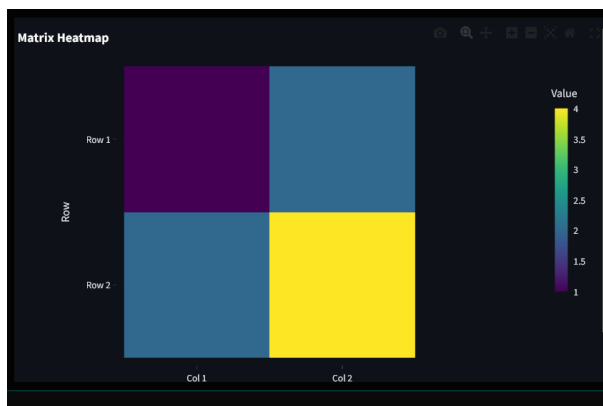 Matrix Heatmap
Value
4
3.5
3
2.5
2
1.5
1
Row 1
Row
Row 2
Col 1
Col 2